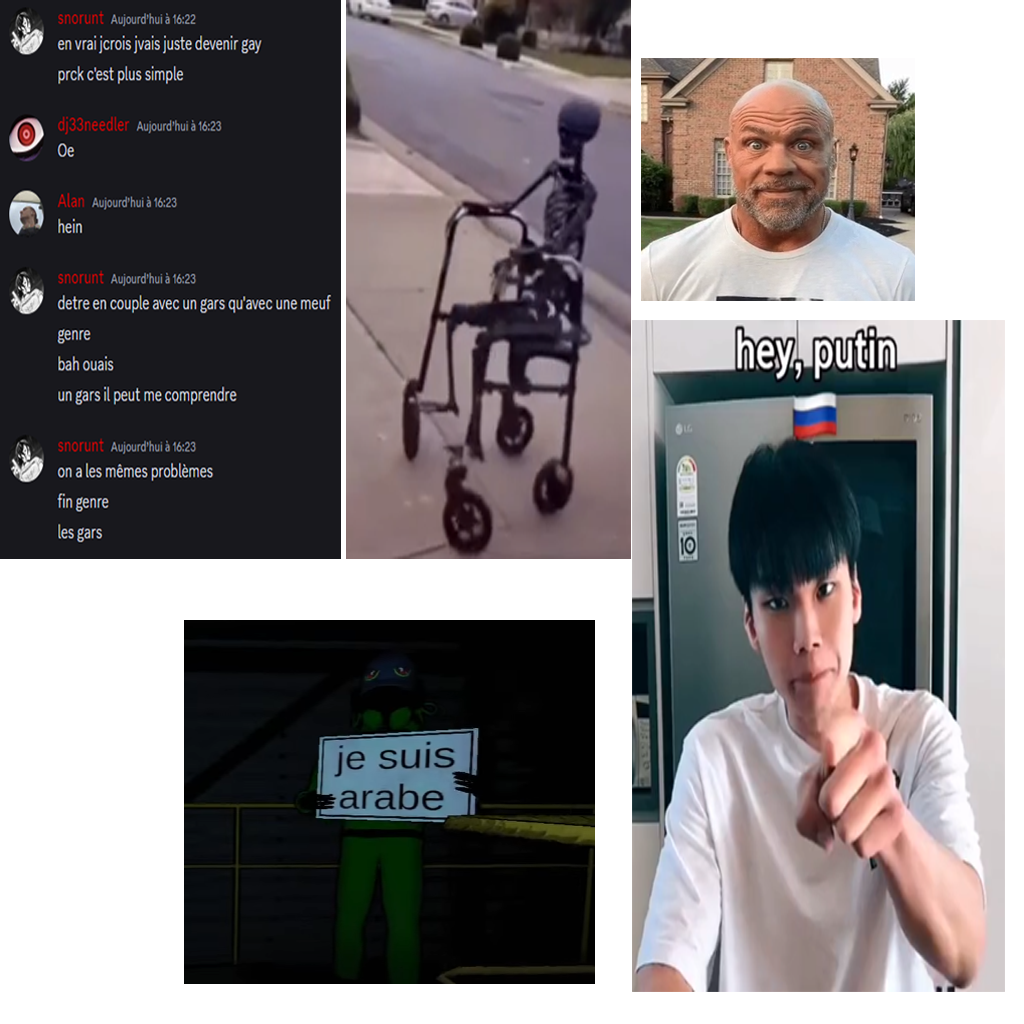 snorunt Aujourd'hui à 16:22
en vrai jcrois jvais juste devenir gay
prck c'est plus simple
dj33needler Aujourd'hui à 16:23
Oe
Alan Aujourd'hui à 16:23
hein
snorunt Aujourd'hui à 16:23
detre en couple avec un gars qu'avec une meuf
genre
bah ouais
un gars il peut me comprendre
snorunt Aujourd'hui à 16:23
on a les mêmes problèmes
fin genre
les gars
hey, putin
LG
10
je suis
arabe